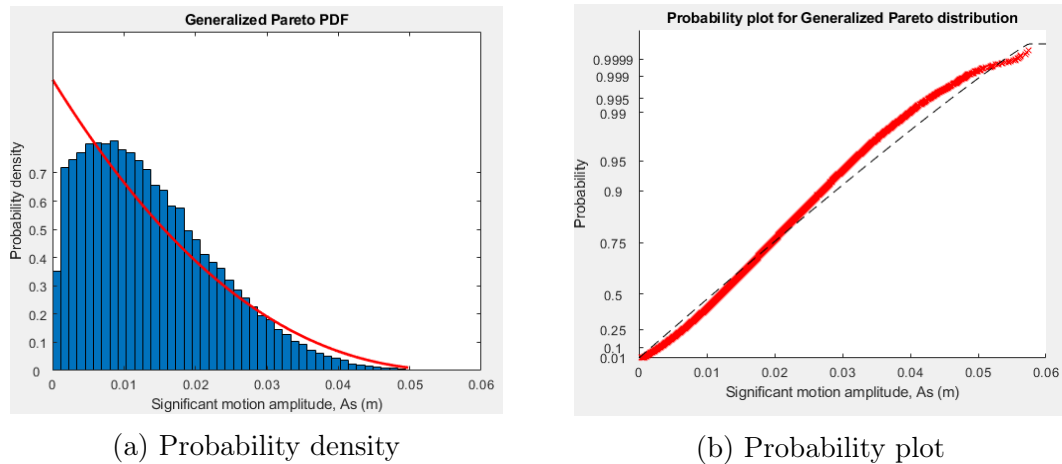 Generalized Pareto PDF
Probability density
0.7
0.6
0.5
0.4
0.3
0.2
0.1
0
0 0.01 0.02 0.03 0.04 0.05 0.06
Significant motion amplitude, As (m)
(a) Probability density
Probability plot for Generalized Pareto distribution
Probability
0.9999
0.999
0.995
0.99
0.95
0.9
0.75
0.5
0.25
0.1
0.01
0 0.01 0.02 0.03 0.04 0.05 0.06
Significant motion amplitude, As (m)
(b) Probability plot